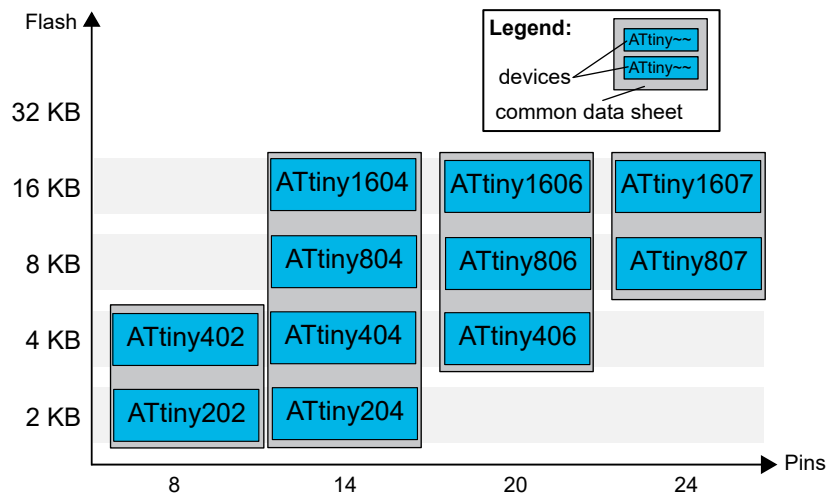 Flash
Legend:
ATtiny~~
ATtiny~~
devices
common data sheet
32 KB
16 KB
ATtiny1604
ATtiny1606
ATtiny1607
8 KB
ATtiny804
ATtiny806
ATtiny807
4 KB
ATtiny402
ATtiny404
ATtiny406
2 KB
ATtiny202
ATtiny204
Pins
8
14
20
24